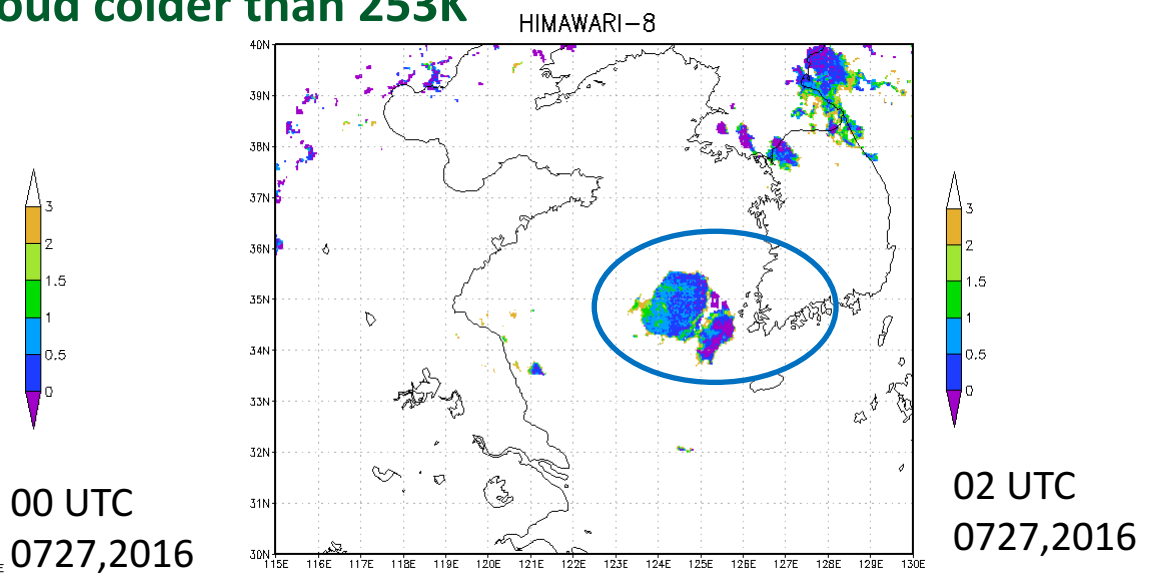 oud colder than 253K
HIMAWARI-8
40N
39N
38N
37N
36N
35N
34N
33N
32N
31N
30N
115E 116E 117E 118E 119E 120E 121E 122E 123E 124E 125E 126E 127E 128E 129E 130E
3
2
1.5
1
0.5
0
3
2
1.5
1
0.5
0
00 UTC
0727,2016
02 UTC
0727,2016
E